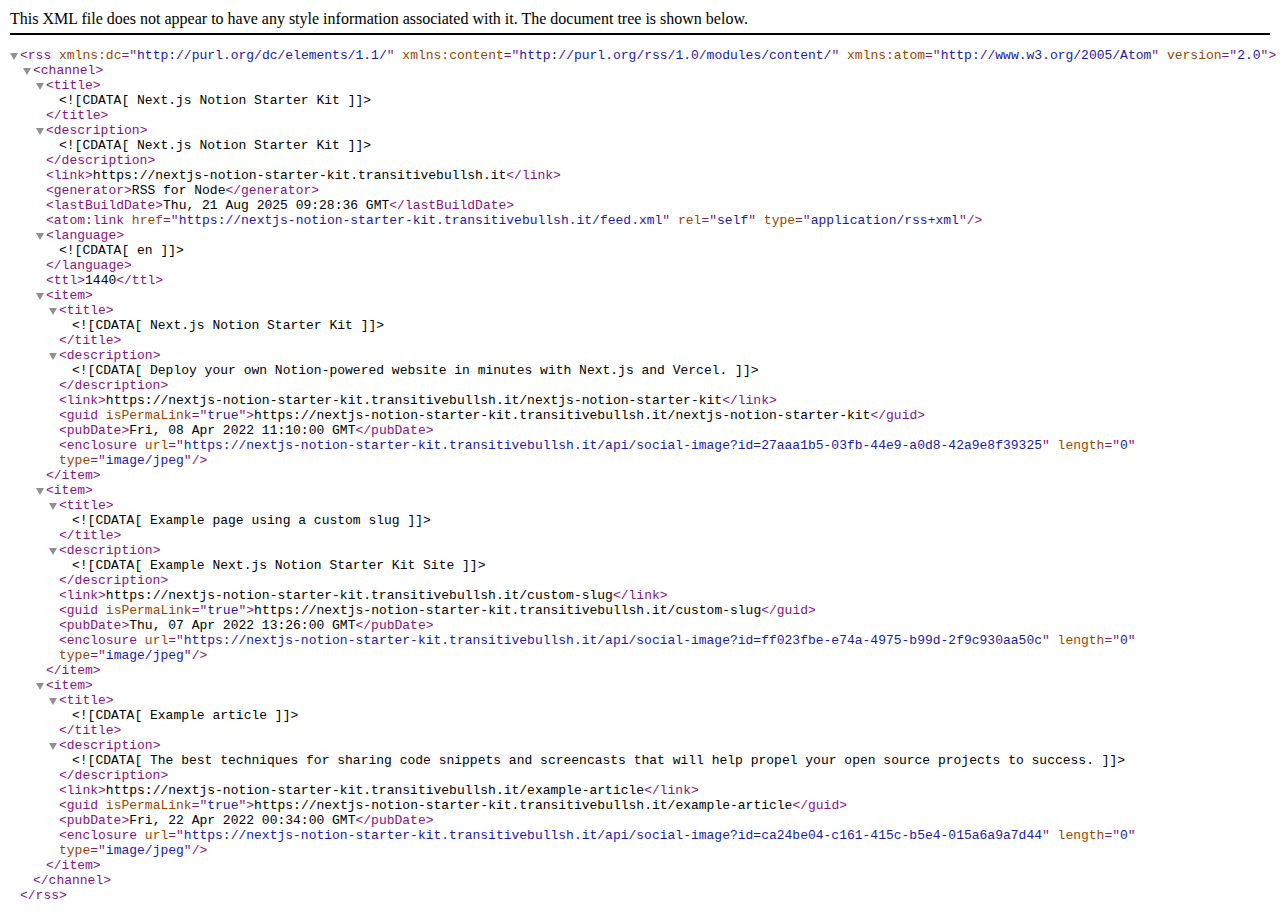 This XML file does not appear to have any style information associated with it. The document tree is shown below.
<rss xmlns:dc="http://purl.org/dc/elements/1.1/" xmlns:content="http://purl.org/rss/1.0/modules/content/" xmlns:atom="http://www.w3.org/2005/Atom" version="2.0">
<channel>
<title>
<![CDATA[ Next.js Notion Starter Kit ]]>
</title>
<description>
<![CDATA[ Next.js Notion Starter Kit ]]>
</description>
<link>https://nextjs-notion-starter-kit.transitivebullsh.it</link>
<generator>RSS for Node</generator>
<lastBuildDate>Thu, 21 Aug 2025 09:28:36 GMT</lastBuildDate>
<atom:link href="https://nextjs-notion-starter-kit.transitivebullsh.it/feed.xml" rel="self" type="application/rss+xml"/>
<language>
<![CDATA[ en ]]>
</language>
<ttl>1440</ttl>
<item>
<title>
<![CDATA[ Next.js Notion Starter Kit ]]>
</title>
<description>
<![CDATA[ Deploy your own Notion-powered website in minutes with Next.js and Vercel. ]]>
</description>
<link>https://nextjs-notion-starter-kit.transitivebullsh.it/nextjs-notion-starter-kit</link>
<guid isPermaLink="true">https://nextjs-notion-starter-kit.transitivebullsh.it/nextjs-notion-starter-kit</guid>
<pubDate>Fri, 08 Apr 2022 11:10:00 GMT</pubDate>
<enclosure url="https://nextjs-notion-starter-kit.transitivebullsh.it/api/social-image?id=27aaa1b5-03fb-44e9-a0d8-42a9e8f39325" length="0"
type="image/jpeg"/>
</item>
<item>
<title>
<![CDATA[ Example page using a custom slug ]]>
</title>
<description>
<![CDATA[ Example Next.js Notion Starter Kit Site ]]>
</description>
<link>https://nextjs-notion-starter-kit.transitivebullsh.it/custom-slug</link>
<guid isPermaLink="true">https://nextjs-notion-starter-kit.transitivebullsh.it/custom-slug</guid>
<pubDate>Thu, 07 Apr 2022 13:26:00 GMT</pubDate>
<enclosure url="https://nextjs-notion-starter-kit.transitivebullsh.it/api/social-image?id=ff023fbe-e74a-4975-b99d-2f9c930aa50c" length="0"
type="image/jpeg"/>
</item>
<item>
<title>
<![CDATA[ Example article ]]>
</title>
<description>
<![CDATA[ The best techniques for sharing code snippets and screencasts that will help propel your open source projects to success. ]]>
</description>
<link>https://nextjs-notion-starter-kit.transitivebullsh.it/example-article</link>
<guid isPermaLink="true">https://nextjs-notion-starter-kit.transitivebullsh.it/example-article</guid>
<pubDate>Fri, 22 Apr 2022 00:34:00 GMT</pubDate>
<enclosure url="https://nextjs-notion-starter-kit.transitivebullsh.it/api/social-image?id=ca24be04-c161-415c-b5e4-015a6a9a7d44" length="0"
type="image/jpeg"/>
</item>
</channel>
</rss>